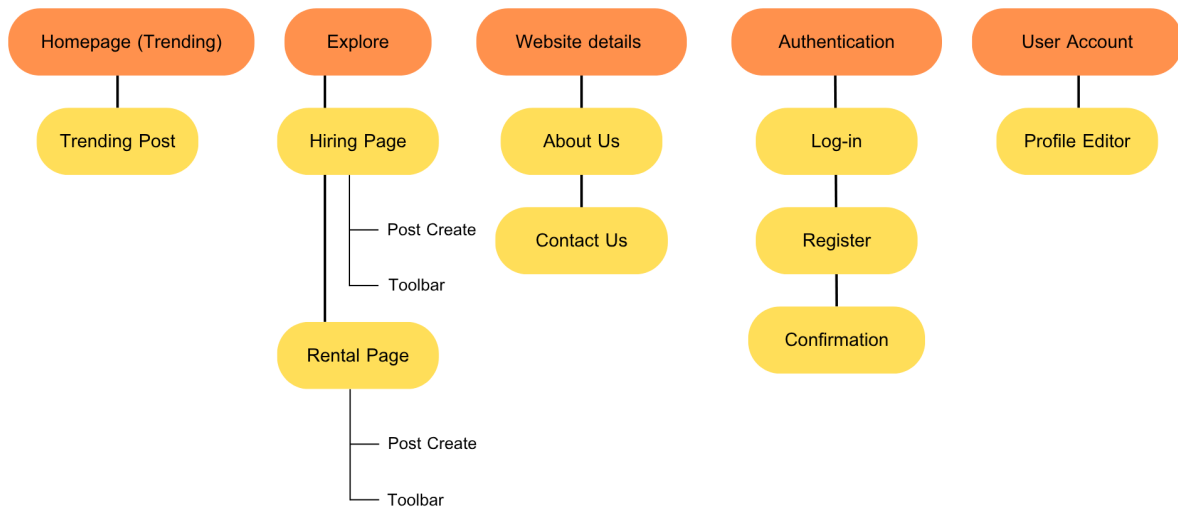 Homepage (Trending)
Explore
Website details
Authentication
User Account
Trending Post
Hiring Page
About Us
Log-in
Profile Editor
Post Create
Contact Us
Register
Toolbar
Rental Page
Confirmation
Post Create
Toolbar